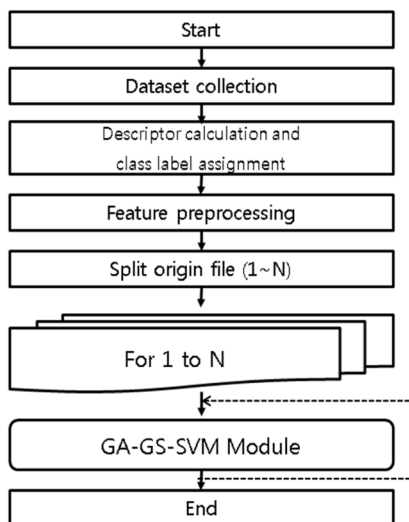 Start
Dataset collection
Descriptor calculation and
class label assignment
Feature preprocessing
Split origin file (1~N)
For 1 to N
GA-GS-SVM Module
End